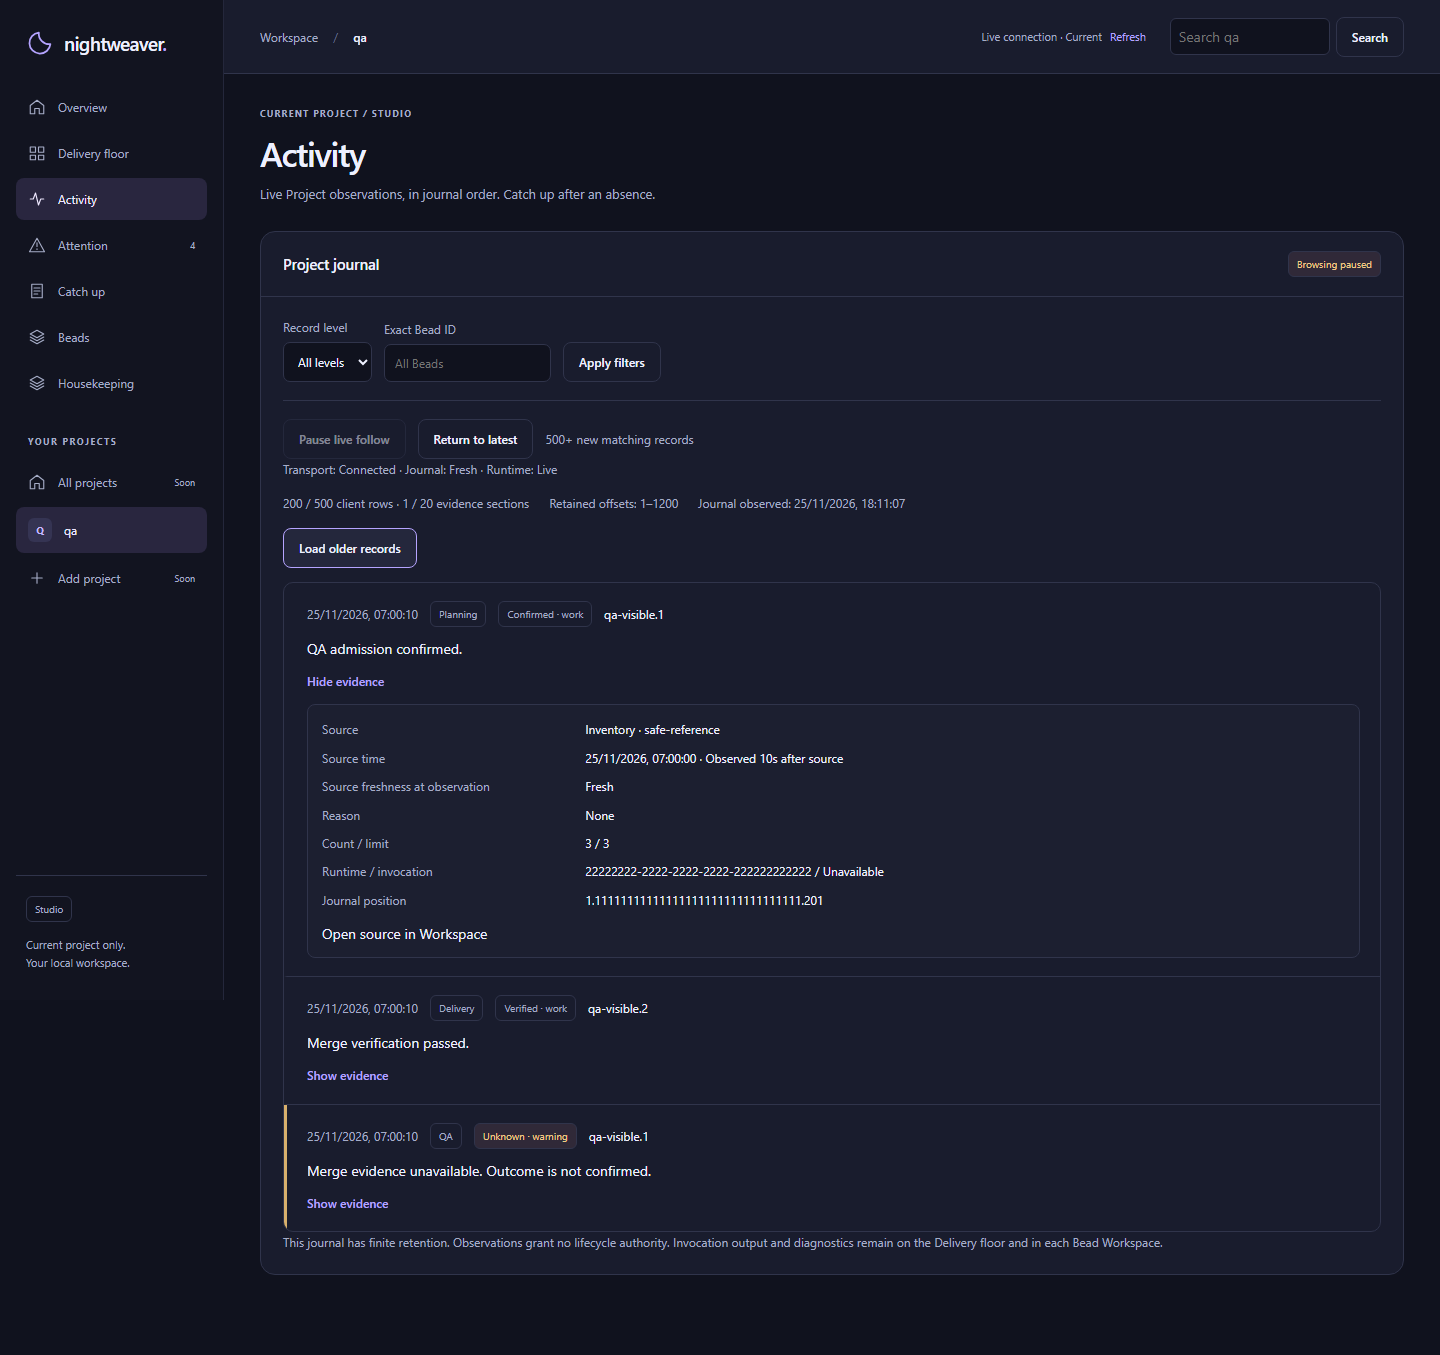 nightweaver.
Overview
Delivery floor
Activity
Attention 4
Catch up
Beads
Housekeeping
YOUR PROJECTS
All projects Soon
Q qa
Add project Soon
Studio
Current project only.
Your local workspace.
Workspace / qa
Live connection · Current Refresh
Search qa
Search
CURRENT PROJECT / STUDIO
Activity
Live Project observations, in journal order. Catch up after an absence.
Project journal
Browsing paused
Record level
All levels
Exact Bead ID
All Beads
Apply filters
Pause live follow
Return to latest
500+ new matching records
Transport: Connected · Journal: Fresh · Runtime: Live
200 / 500 client rows · 1 / 20 evidence sections Retained offsets: 1–1200 Journal observed: 25/11/2026, 18:11:07
Load older records
25/11/2026, 07:00:10 Planning Confirmed · work qa-visible.1
QA admission confirmed.
Hide evidence
Source Inventory · safe-reference
Source time 25/11/2026, 07:00:00 · Observed 10s after source
Source freshness at observation Fresh
Reason None
Count / limit 3 / 3
Runtime / invocation 22222222-2222-2222-2222-222222222222 / Unavailable
Journal position 1.11111111111111111111111111111111.201
Open source in Workspace
25/11/2026, 07:00:10 Delivery Verified · work qa-visible.2
Merge verification passed.
Show evidence
25/11/2026, 07:00:10 QA Unknown · warning qa-visible.1
Merge evidence unavailable. Outcome is not confirmed.
Show evidence
This journal has finite retention. Observations grant no lifecycle authority. Invocation output and diagnostics remain on the Delivery floor and in each Bead Workspace.